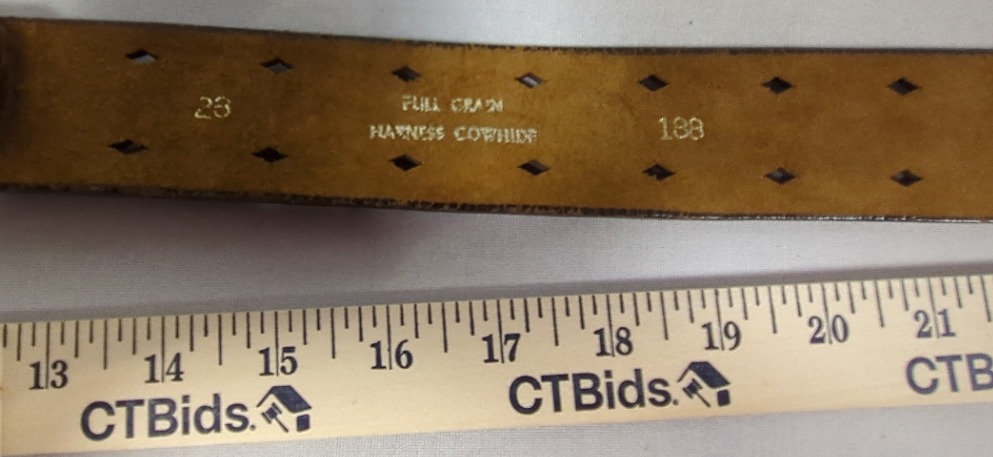 28
FULL GRAIN
HARNESS COWHIDE
188
13 14 15 16 17 18 19 20 21
CTBids. CTBids. CTB